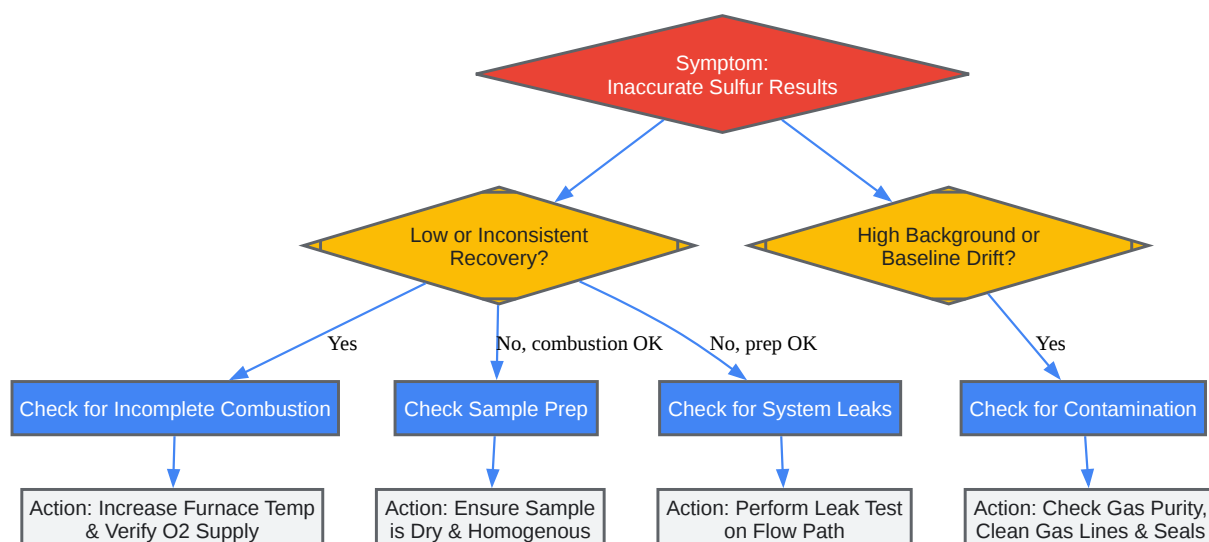 Symptom:
Inaccurate Sulfur Results
Low or Inconsistent
Recovery?
High Background or
Baseline Drift?
Yes
No, combustion OK
No, prep OK
Yes
Check for Incomplete Combustion
Check Sample Prep
Check for System Leaks
Check for Contamination
Action: Increase Furnace Temp
& Verify O2 Supply
Action: Ensure Sample
is Dry & Homogenous
Action: Perform Leak Test
on Flow Path
Action: Check Gas Purity,
Clean Gas Lines & Seals